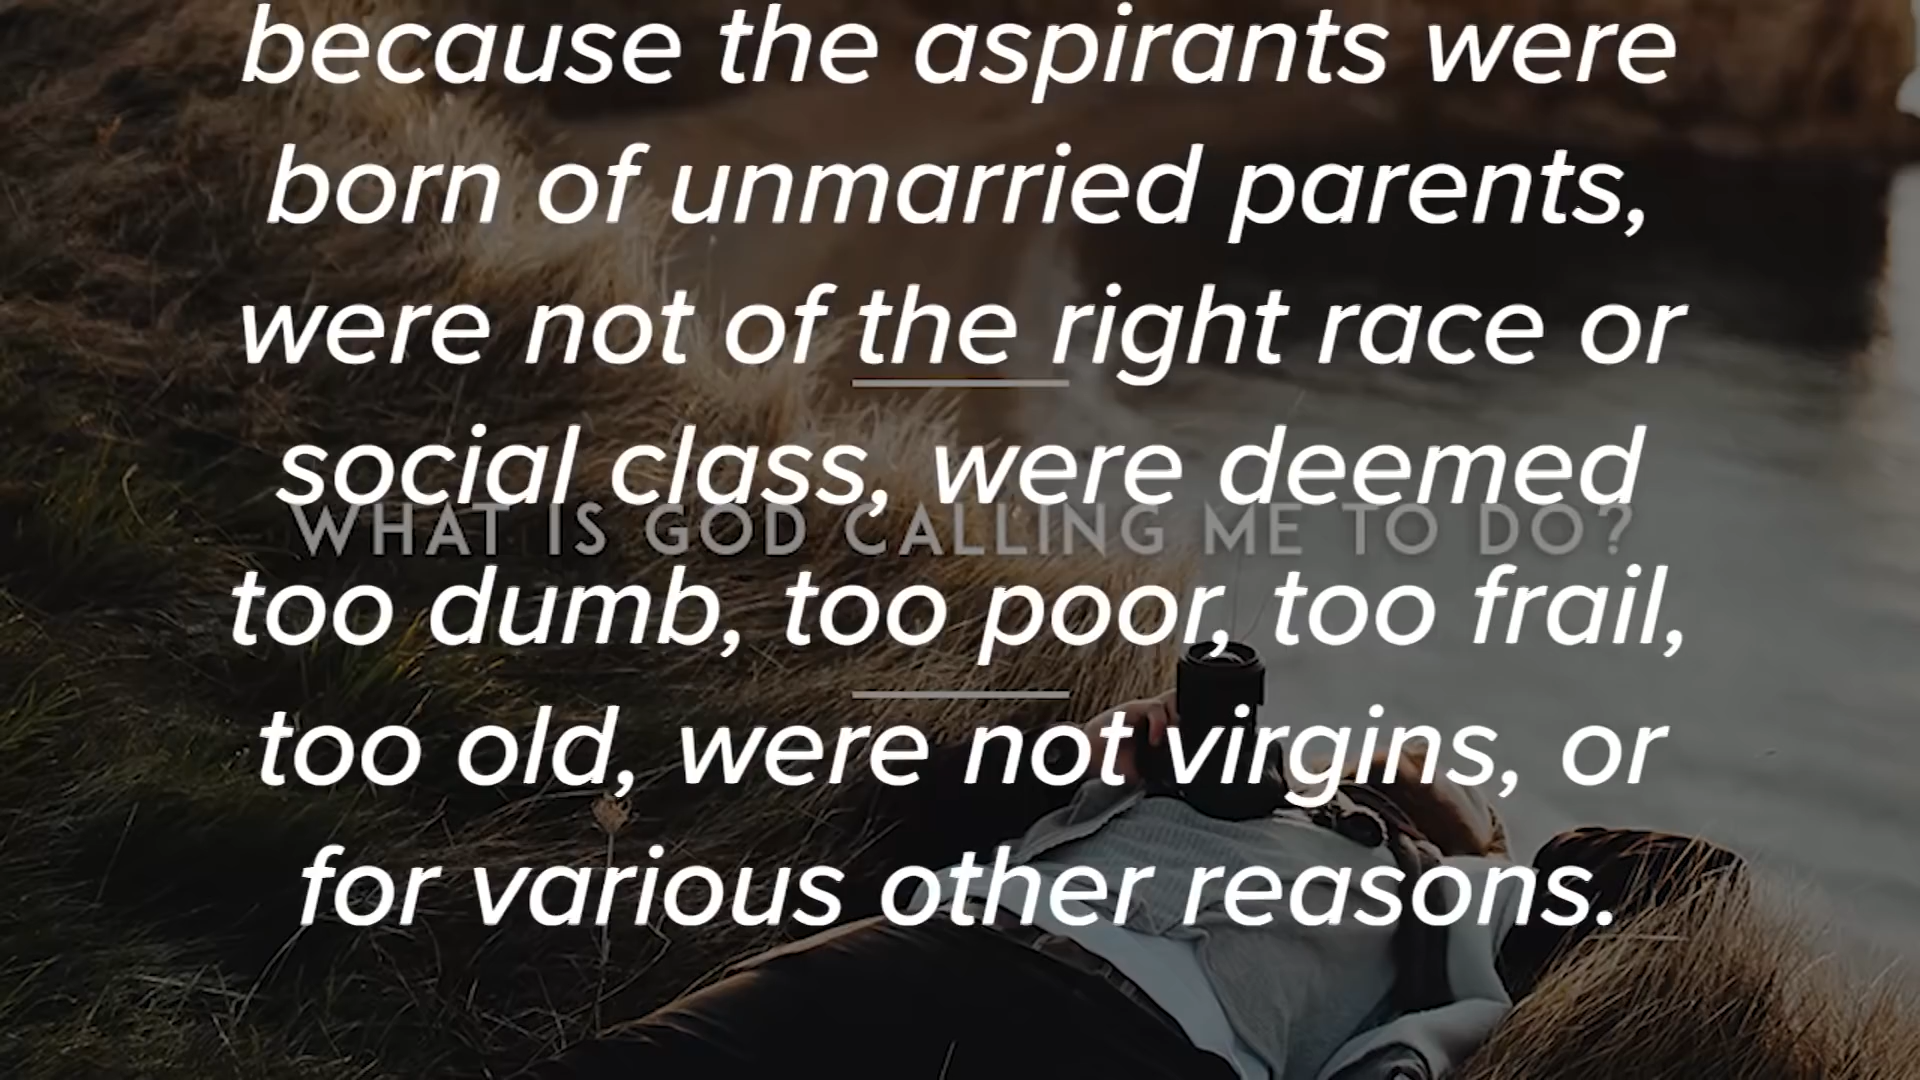 because the aspirants were
born of unmarried parents,
were not of the right race or
social class, were deemed
WHAT IS GOD CALLING ME TO DO?
too dumb, too poor, too frail,
too old, were not virgins, or
for various other reasons.